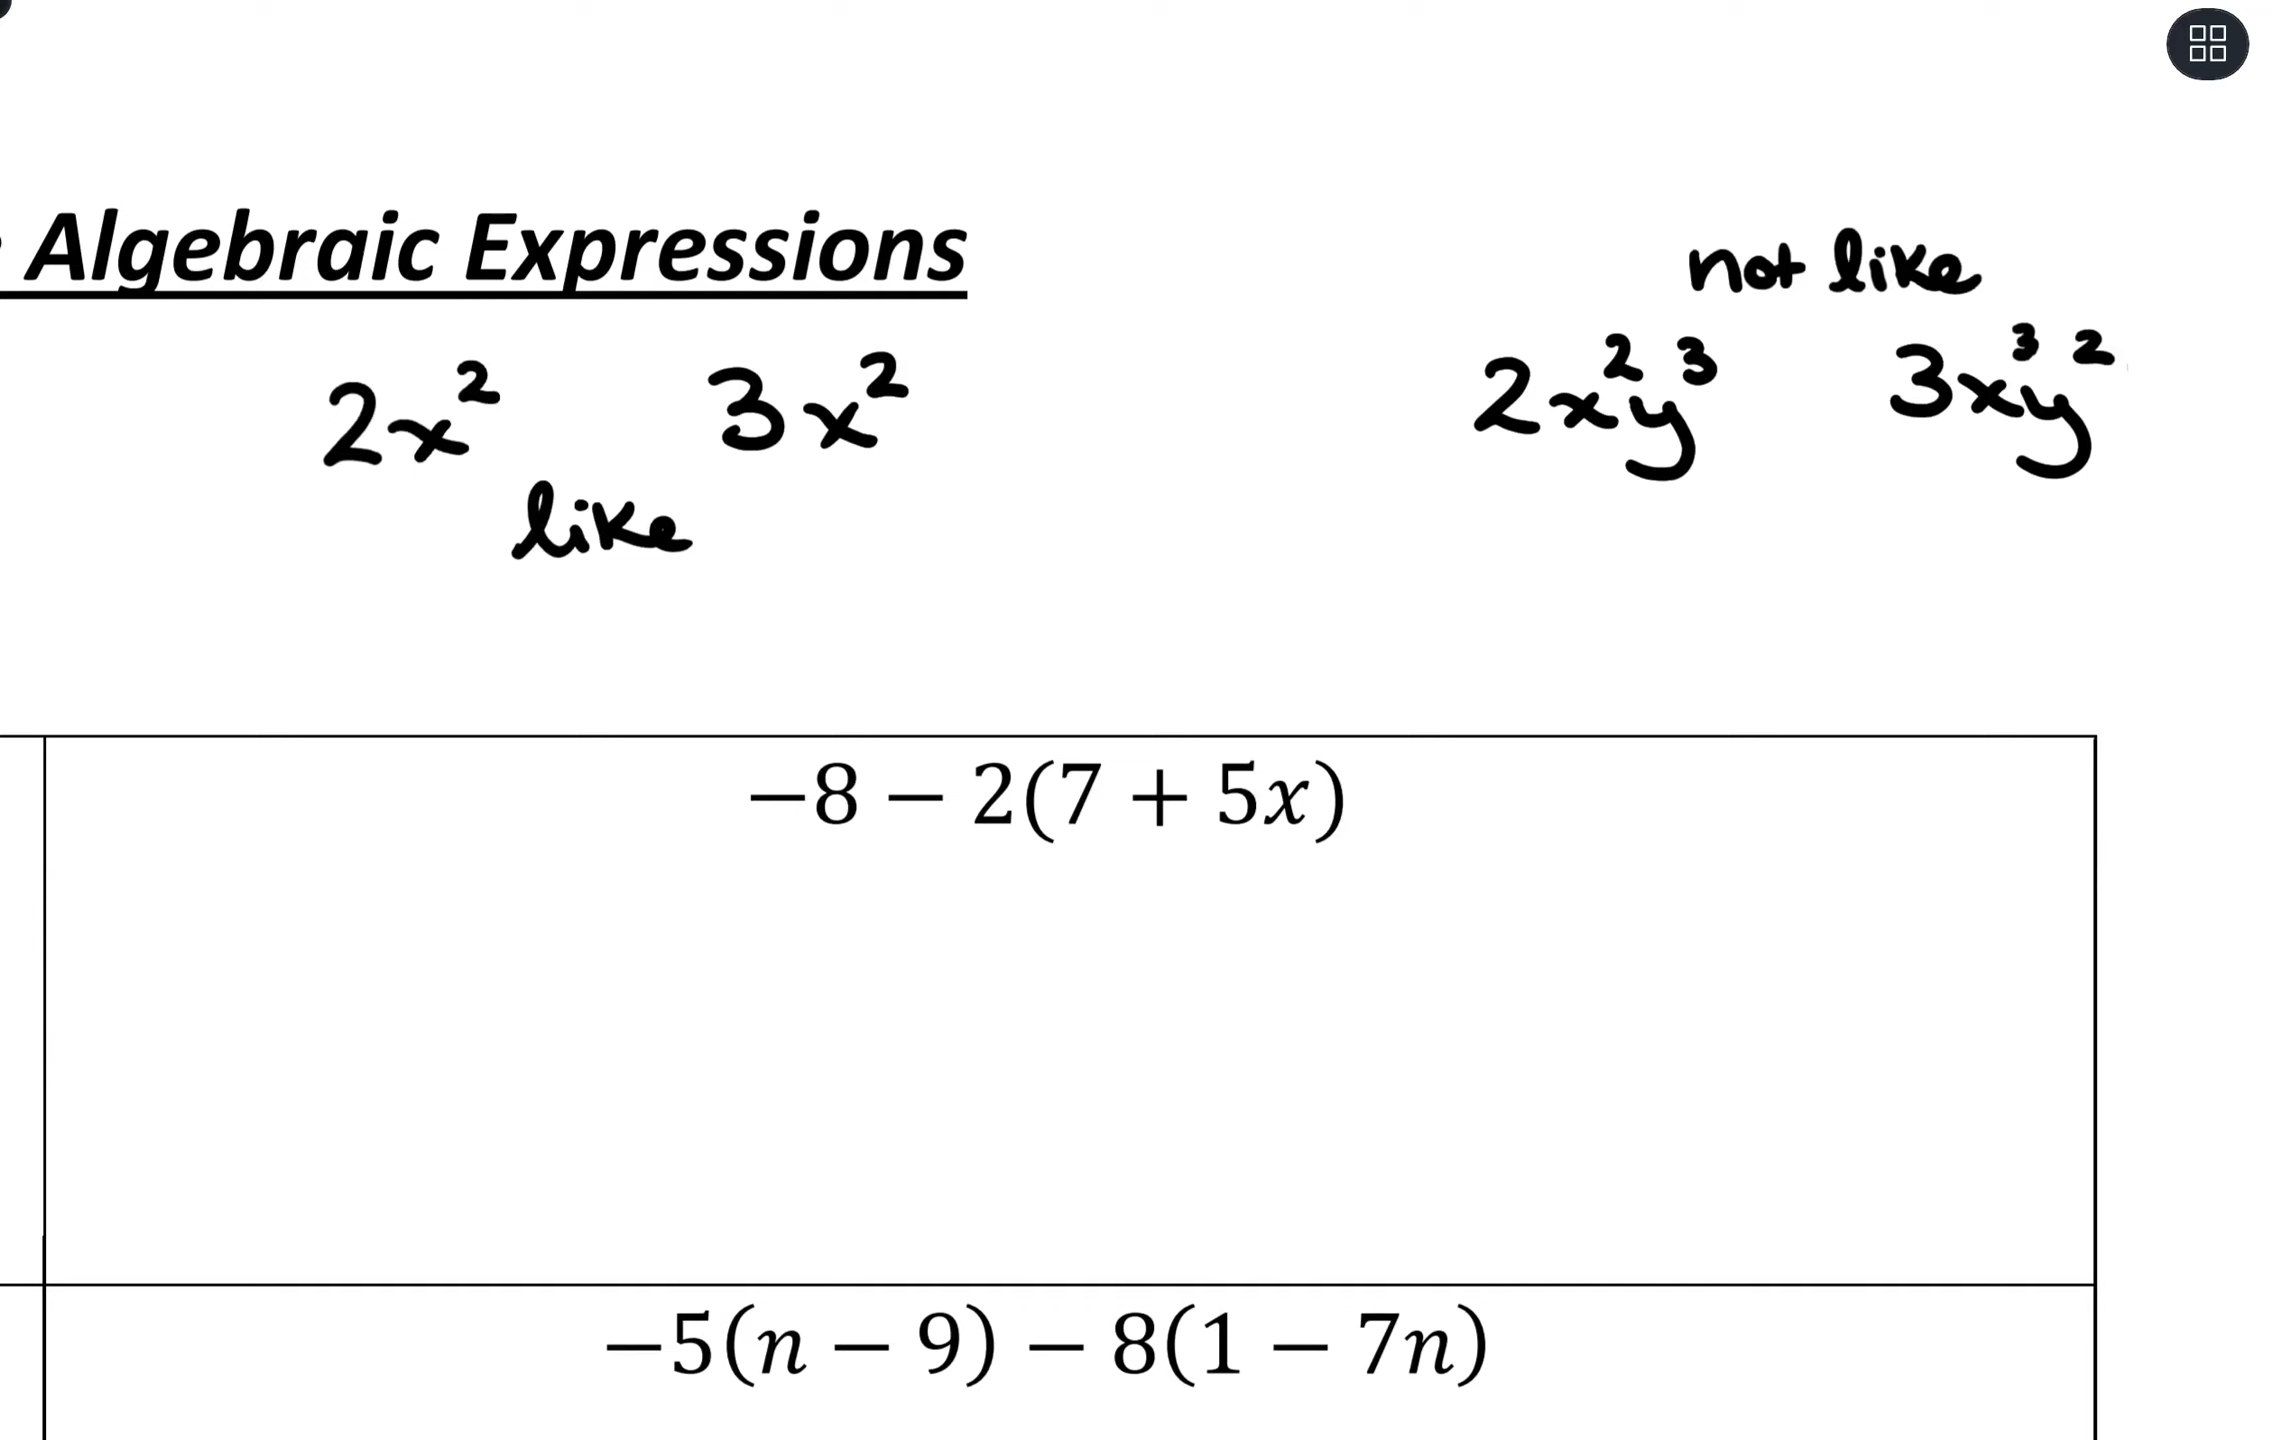 Algebraic Expressions
not like
2x² 3x² 2x²y³ 3x³y²
like
−8 − 2(7 + 5x)
−5(n − 9) − 8(1 − 7n)